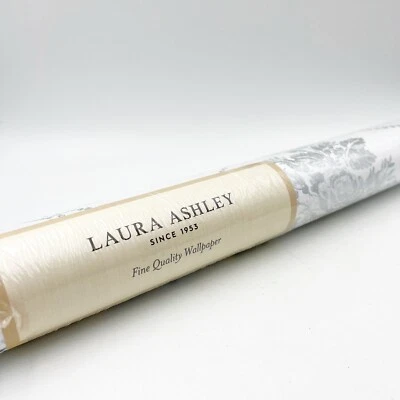 LAURA ASHLEY
SINCE 1953
Fine Quality Wallpaper